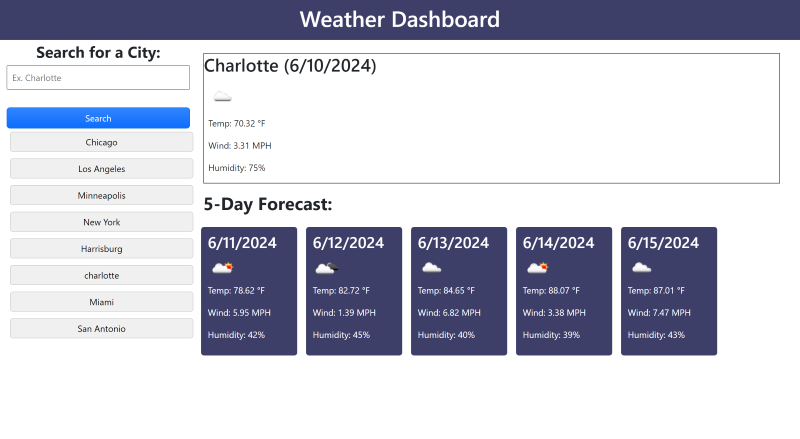 Weather Dashboard
Search for a City:
Ex. Charlotte
Search
Chicago
Los Angeles
Minneapolis
New York
Harrisburg
charlotte
Miami
San Antonio
Charlotte (6/10/2024)
Temp: 70.32 °F
Wind: 3.31 MPH
Humidity: 75%
5-Day Forecast:
6/11/2024
Temp: 78.62 °F
Wind: 5.95 MPH
Humidity: 42%
6/12/2024
Temp: 82.72 °F
Wind: 1.39 MPH
Humidity: 45%
6/13/2024
Temp: 84.65 °F
Wind: 6.82 MPH
Humidity: 40%
6/14/2024
Temp: 88.07 °F
Wind: 3.38 MPH
Humidity: 39%
6/15/2024
Temp: 87.01 °F
Wind: 7.47 MPH
Humidity: 43%